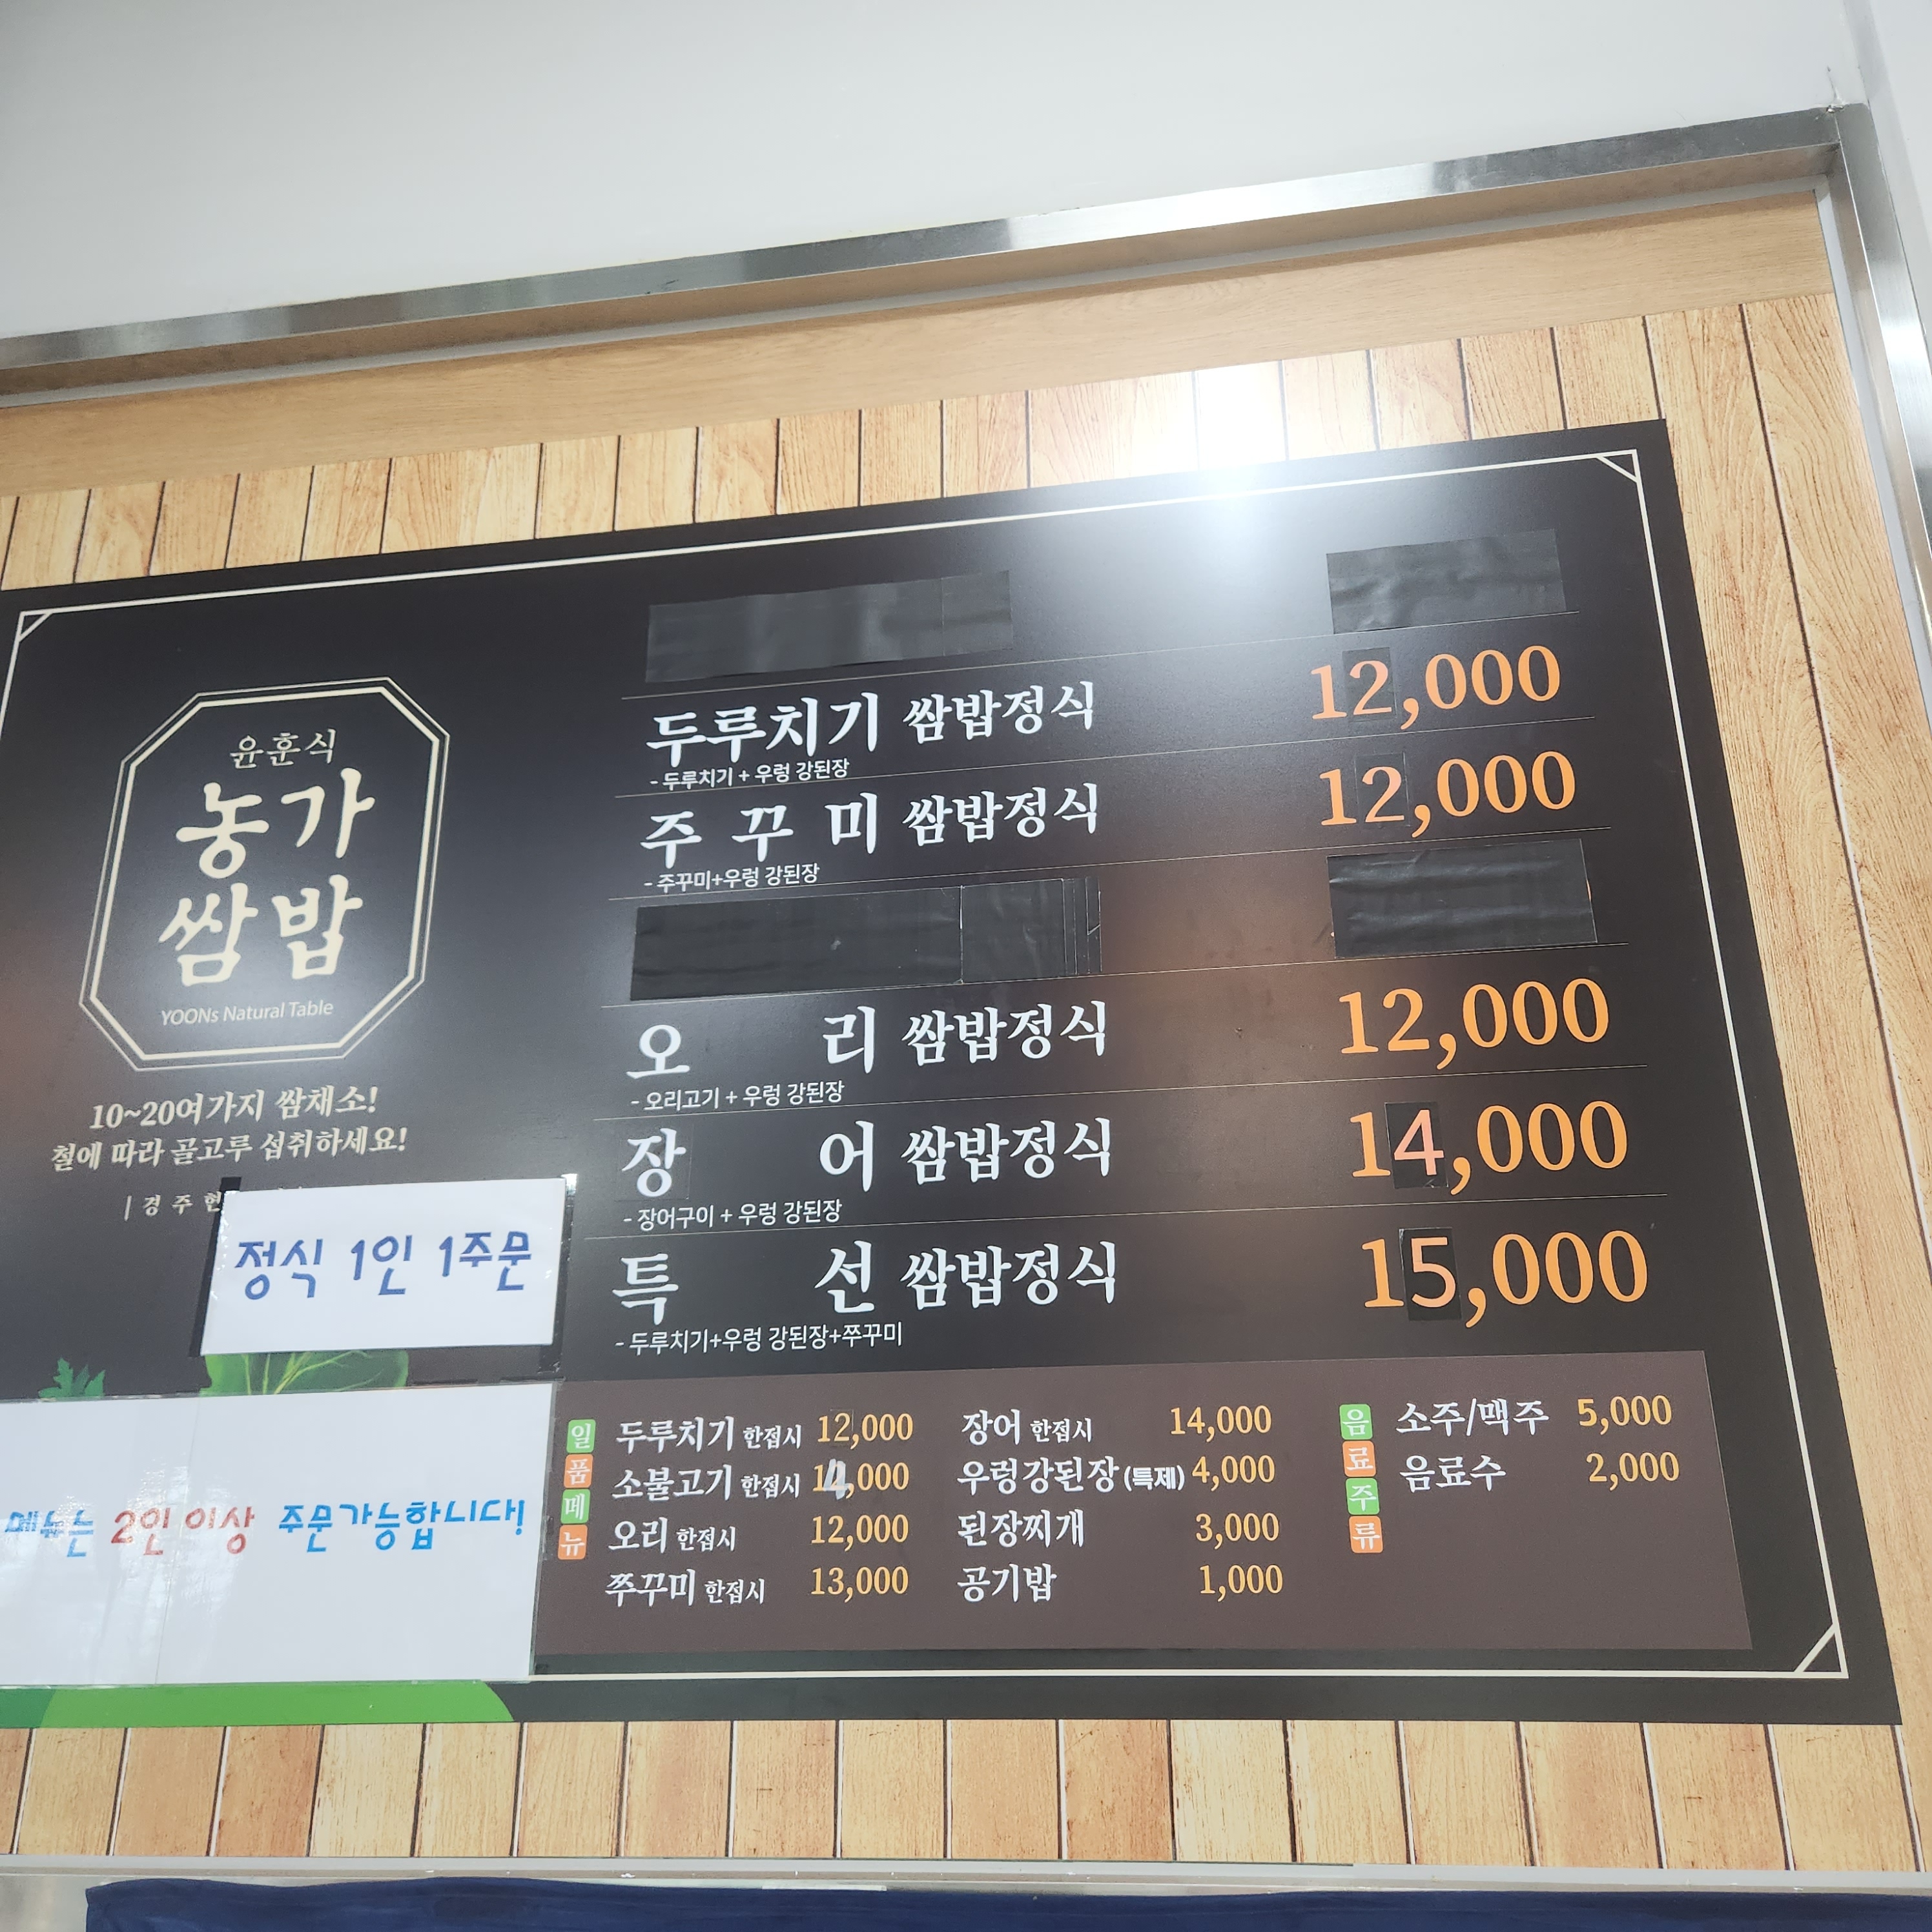 윤훈식
농가
쌈밥
YOONs Natural Table
10~20여가지 쌈채소!
철에 따라 골고루 섭취하세요!
| 경 주 현
정식 1인 1주문
메뉴는 2인 이상 주문가능합니다!
두루치기 쌈밥정식 12,000
- 두루치기 + 우렁 강된장
주 꾸 미 쌈밥정식 12,000
- 주꾸미+우렁 강된장
오 리 쌈밥정식 12,000
- 오리고기 + 우렁 강된장
장 어 쌈밥정식 14,000
- 장어구이 + 우렁 강된장
특 선 쌈밥정식 15,000
- 두루치기+우렁 강된장+쭈꾸미
일품메뉴
두루치기 한접시 12,000
소불고기 한접시 14,000
오리 한접시 12,000
쭈꾸미 한접시 13,000
장어 한접시 14,000
우렁강된장 (특제) 4,000
된장찌개 3,000
공기밥 1,000
음료주류
소주/맥주 5,000
음료수 2,000